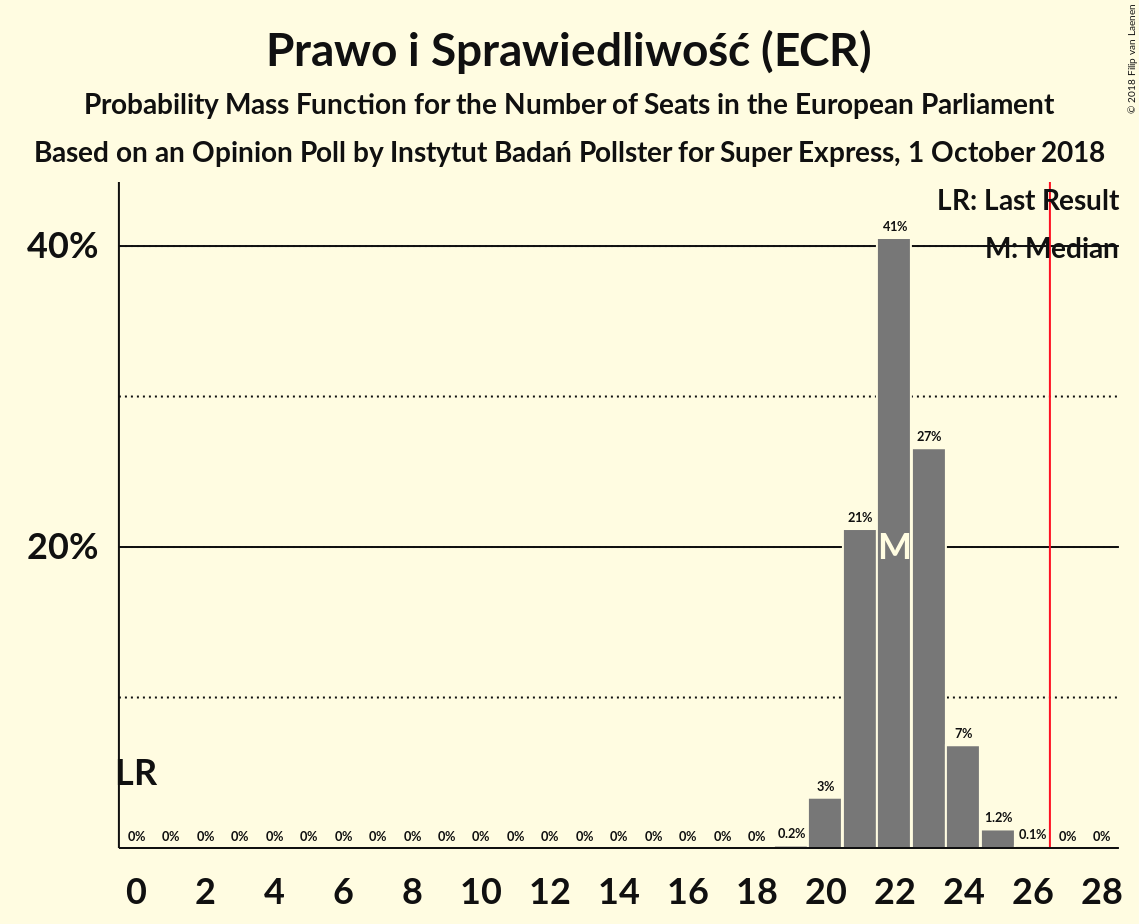 © 2018 Filip van Laenen
Prawo i Sprawiedliwość (ECR)
Probability Mass Function for the Number of Seats in the European Parliament
Based on an Opinion Poll by Instytut Badań Pollster for Super Express, 1 October 2018
LR: Last Result
M: Median
40%
20%
41%
27%
21%
M
7%
3%
1.2%
LR
0% 0% 0% 0% 0% 0% 0% 0% 0% 0% 0% 0% 0% 0% 0% 0% 0% 0% 0% 0.2% 0.1% 0% 0%
0 2 4 6 8 10 12 14 16 18 20 22 24 26 28